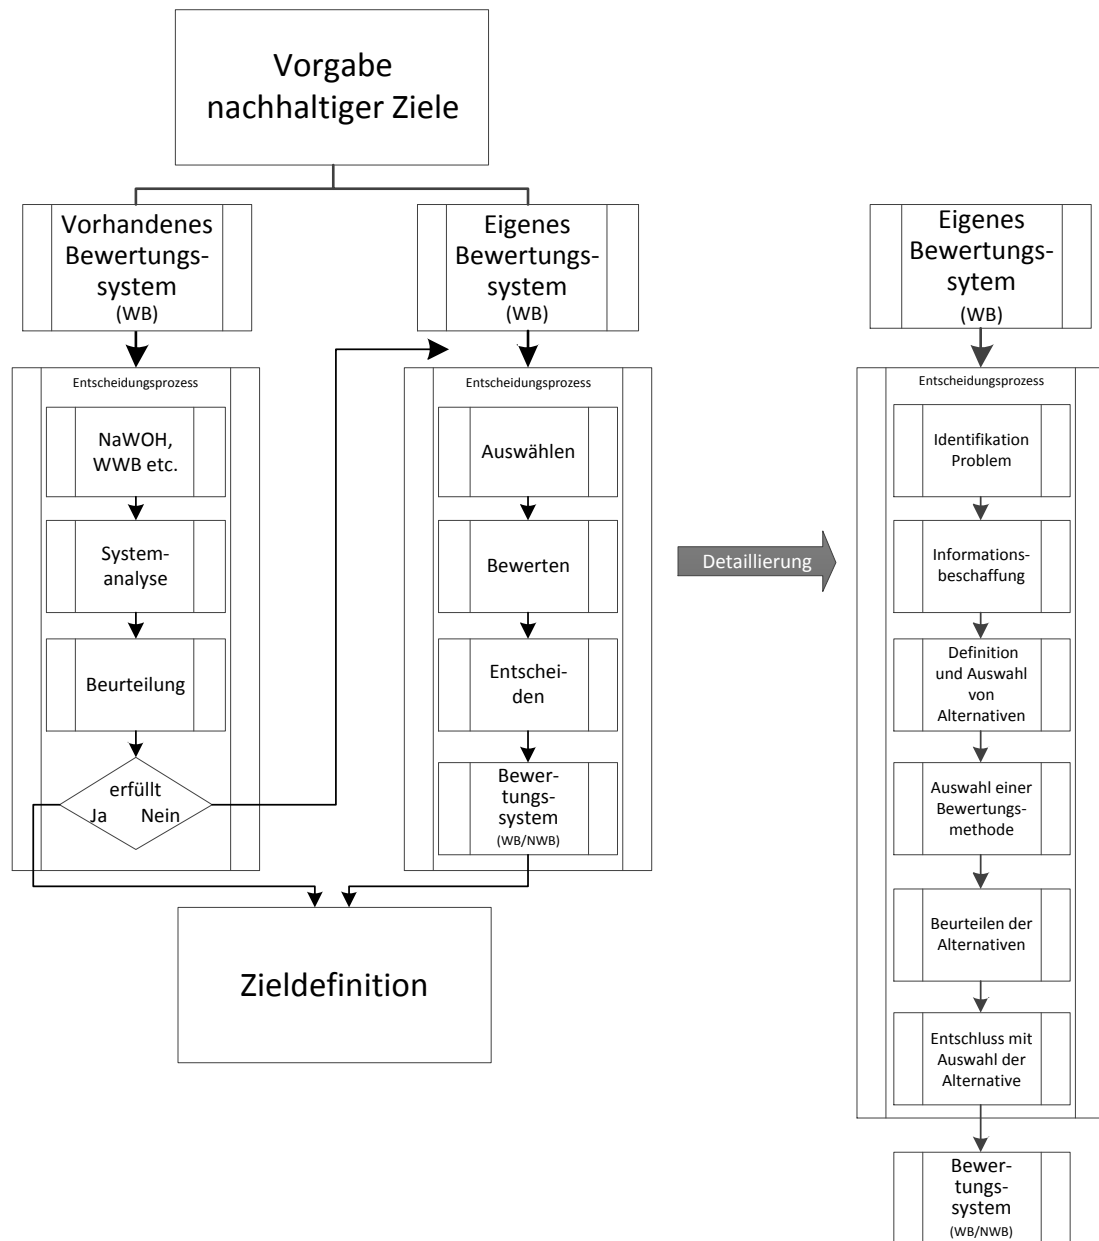 Vorgabe
nachhaltiger Ziele
Vorhandenes
Bewertungs-
system
(WB)
Eigenes
Bewertungs-
system
(WB)
Entscheidungsprozess
NaWOH,
WWB etc.
System-
analyse
Beurteilung
erfüllt
Ja Nein
Entscheidungsprozess
Auswählen
Bewerten
Entschei-
den
Bewer-
tungs-
system
(WB/NWB)
Zieldefinition
Detaillierung
Eigenes
Bewertungs-
sytem
(WB)
Entscheidungsprozess
Identifikation
Problem
Informations-
beschaffung
Definition
und Auswahl
von
Alternativen
Auswahl einer
Bewertungs-
methode
Beurteilen der
Alternativen
Entschluss mit
Auswahl der
Alternative
Bewer-
tungs-
system
(WB/NWB)